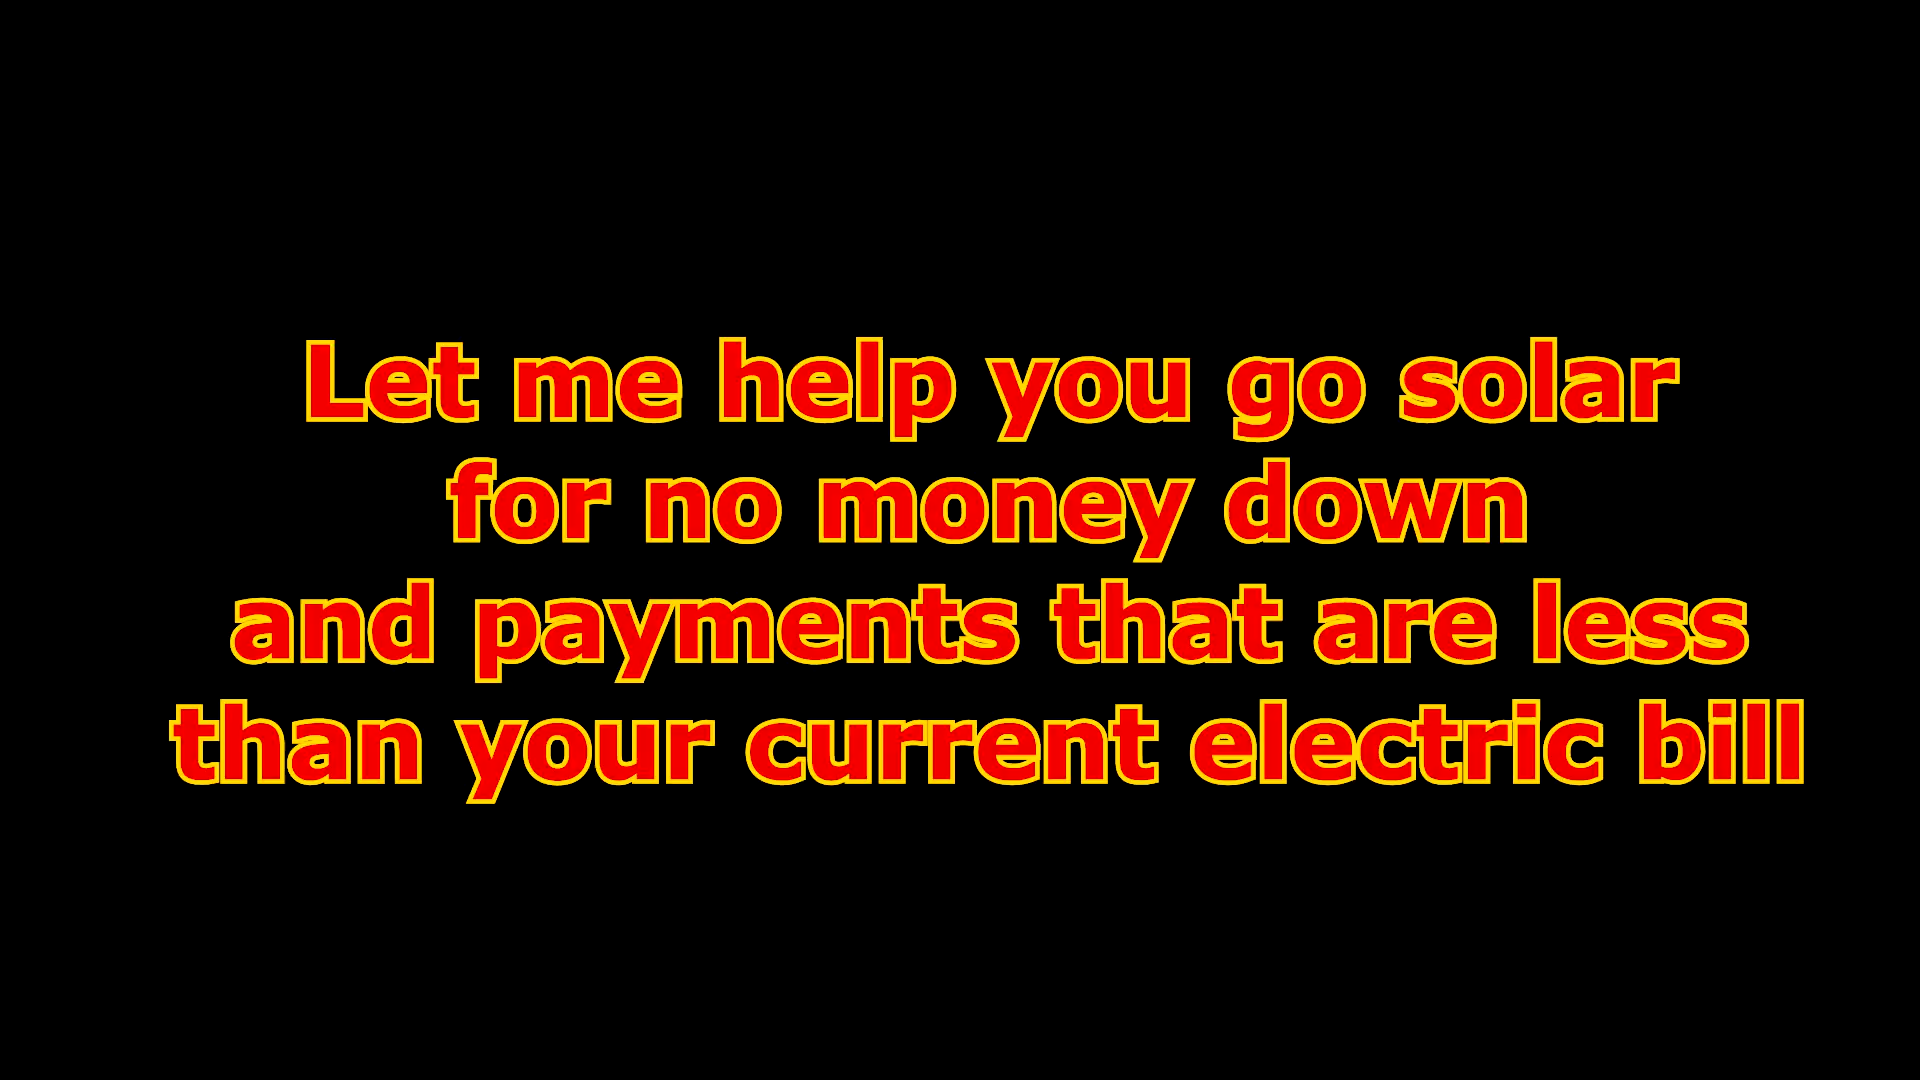 Let me help you go solar
for no money down
and payments that are less
than your current electric bill